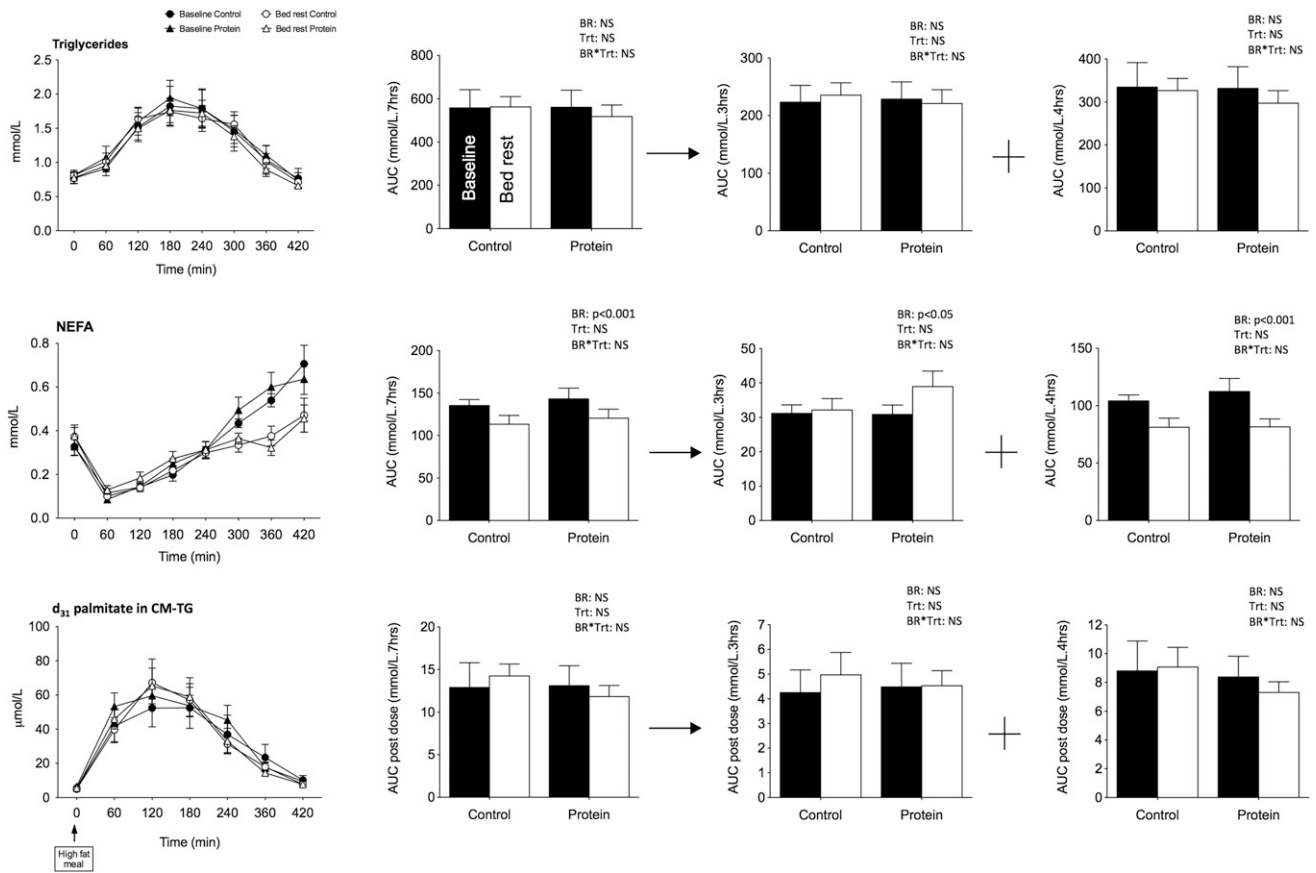 Baseline Control
Bed rest Control
Baseline Protein
Bed rest Protein
Triglycerides
mmol/L
2.5
2.0
1.5
1.0
0.5
0.0
0 60 120 180 240 300 360 420
Time (min)
BR: NS
Trt: NS
BR*Trt: NS
AUC (mmol/L.7hrs)
800
600
400
200
0
Baseline
Bed rest
Control Protein
BR: NS
Trt: NS
BR*Trt: NS
AUC (mmol/L.3hrs)
300
200
100
0
Control Protein
BR: NS
Trt: NS
BR*Trt: NS
AUC (mmol/L.4hrs)
400
300
200
100
0
Control Protein
NEFA
mmol/L
0.8
0.6
0.4
0.2
0.0
0 60 120 180 240 300 360 420
Time (min)
BR: p<0.001
Trt: NS
BR*Trt: NS
AUC (mmol/L.7hrs)
200
150
100
50
0
Control Protein
BR: p<0.05
Trt: NS
BR*Trt: NS
AUC (mmol/L.3hrs)
50
40
30
20
10
0
Control Protein
BR: p<0.001
Trt: NS
BR*Trt: NS
AUC (mmol/L.4hrs)
150
100
50
0
Control Protein
d31 palmitate in CM-TG
µmol/L
100
80
60
40
20
0
0 60 120 180 240 300 360 420
Time (min)
High fat
meal
BR: NS
Trt: NS
BR*Trt: NS
AUC post dose (mmol/L.7hrs)
20
15
10
5
0
Control Protein
BR: NS
Trt: NS
BR*Trt: NS
AUC post dose (mmol/L.3hrs)
7
6
5
4
3
2
1
0
Control Protein
BR: NS
Trt: NS
BR*Trt: NS
AUC post dose (mmol/L.4hrs)
12
10
8
6
4
2
0
Control Protein